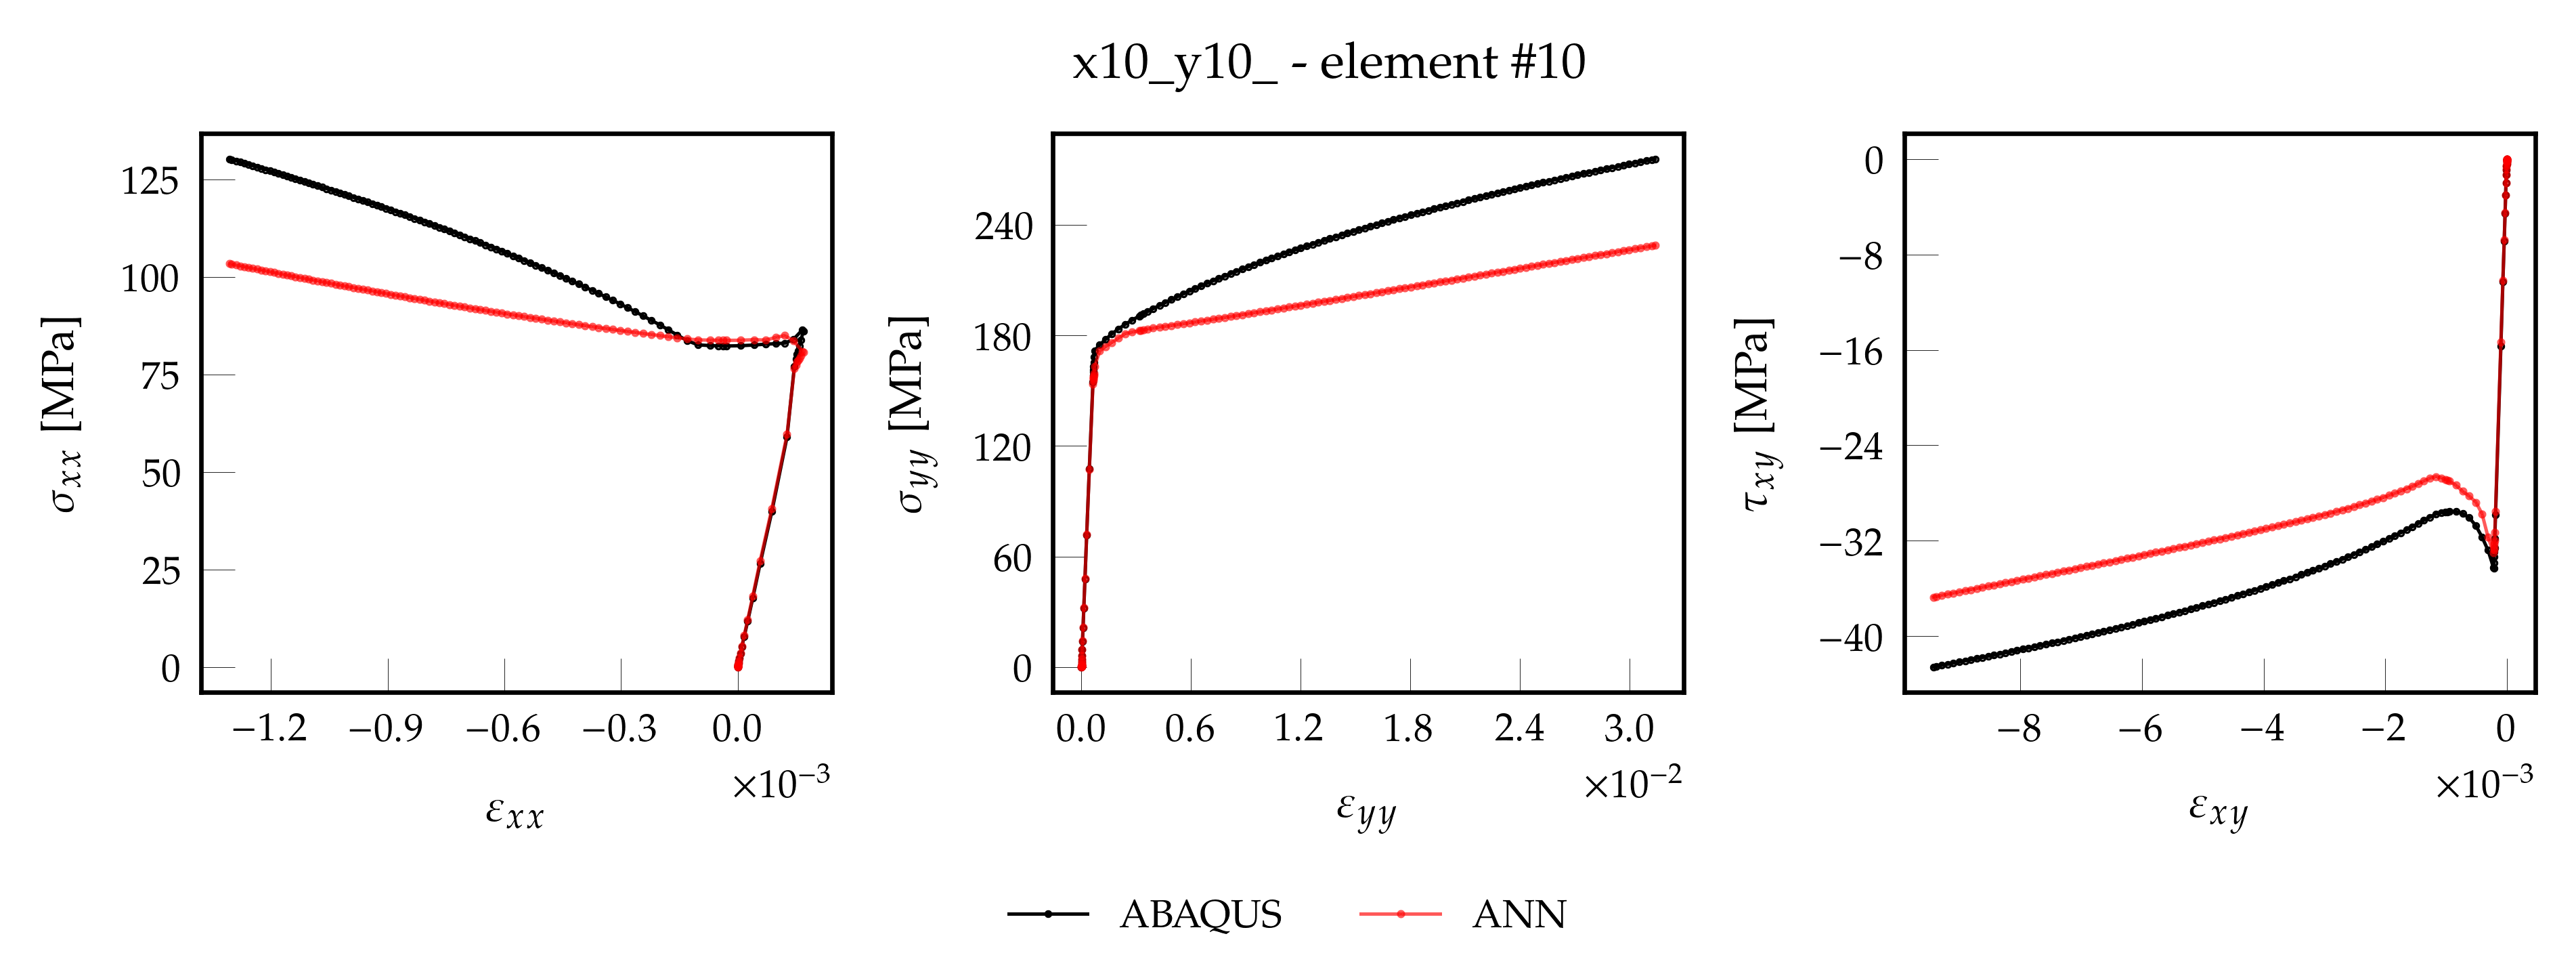 x10_y10_ - element #10
σxx [MPa]
125
100
75
50
25
0
−1.2 −0.9 −0.6 −0.3 0.0
×10−3
εxx
σyy [MPa]
240
180
120
60
0
0.0 0.6 1.2 1.8 2.4 3.0
×10−2
εyy
τxy [MPa]
0
−8
−16
−24
−32
−40
−8 −6 −4 −2 0
×10−3
εxy
ABAQUS ANN